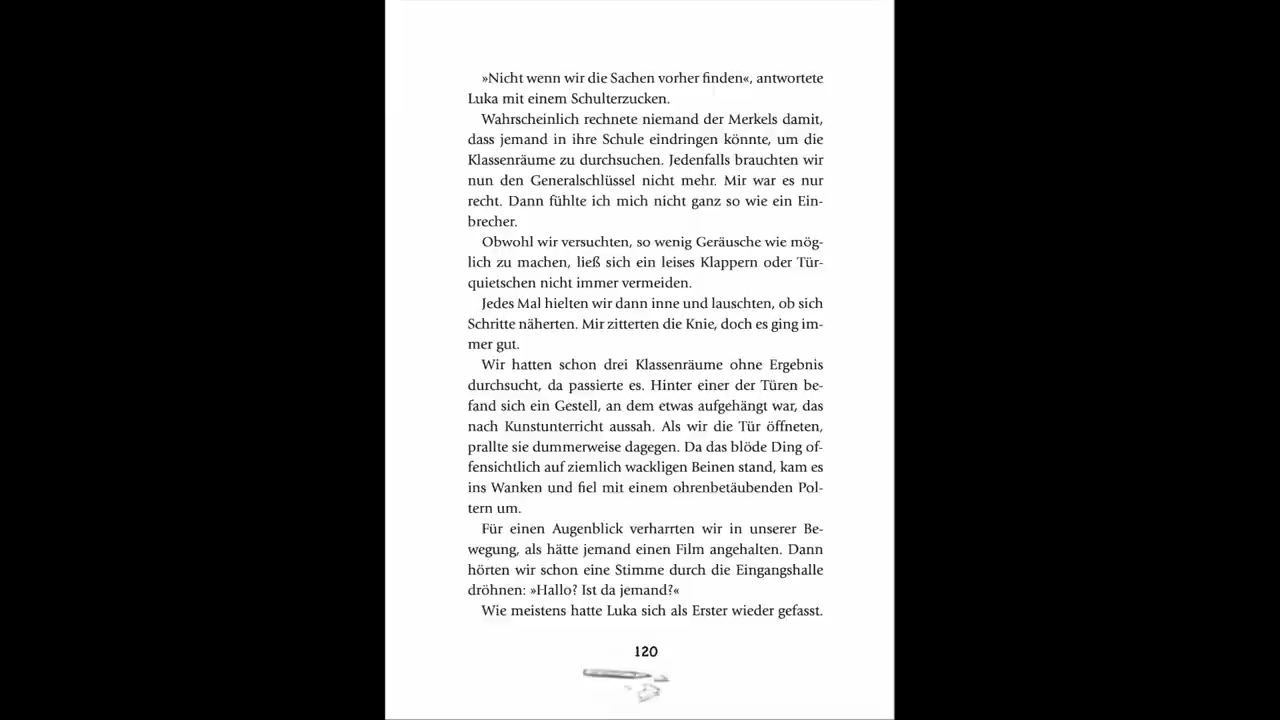 »Nicht wenn wir die Sachen vorher finden«, antwortete
Luka mit einem Schulterzucken.
Wahrscheinlich rechnete niemand der Merkels damit,
dass jemand in ihre Schule eindringen könnte, um die
Klassenräume zu durchsuchen. Jedenfalls brauchten wir
nun den Generalschlüssel nicht mehr. Mir war es nur
recht. Dann fühlte ich mich nicht ganz so wie ein Ein-
brecher.
Obwohl wir versuchten, so wenig Geräusche wie mög-
lich zu machen, ließ sich ein leises Klappern oder Tür-
quietschen nicht immer vermeiden.
Jedes Mal hielten wir dann inne und lauschten, ob sich
Schritte näherten. Mir zitterten die Knie, doch es ging im-
mer gut.
Wir hatten schon drei Klassenräume ohne Ergebnis
durchsucht, da passierte es. Hinter einer der Türen be-
fand sich ein Gestell, an dem etwas aufgehängt war, das
nach Kunstunterricht aussah. Als wir die Tür öffneten,
prallte sie dummerweise dagegen. Da das blöde Ding of-
fensichtlich auf ziemlich wackligen Beinen stand, kam es
ins Wanken und fiel mit einem ohrenbetäubenden Pol-
tern um.
Für einen Augenblick verharrten wir in unserer Be-
wegung, als hätte jemand einen Film angehalten. Dann
hörten wir schon eine Stimme durch die Eingangshalle
dröhnen: »Hallo? Ist da jemand?«
Wie meistens hatte Luka sich als Erster wieder gefasst.
120